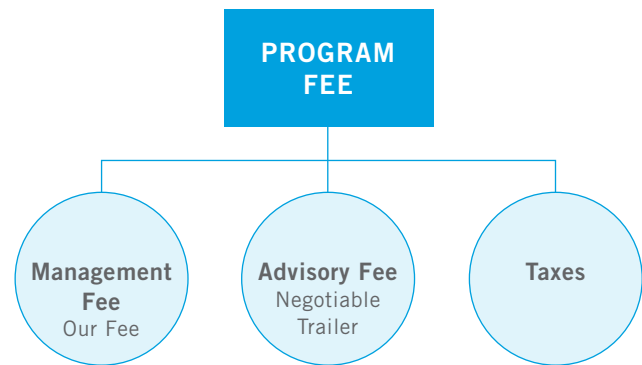 PROGRAM
FEE
Management
Fee
Our Fee
Advisory Fee
Negotiable
Trailer
Taxes